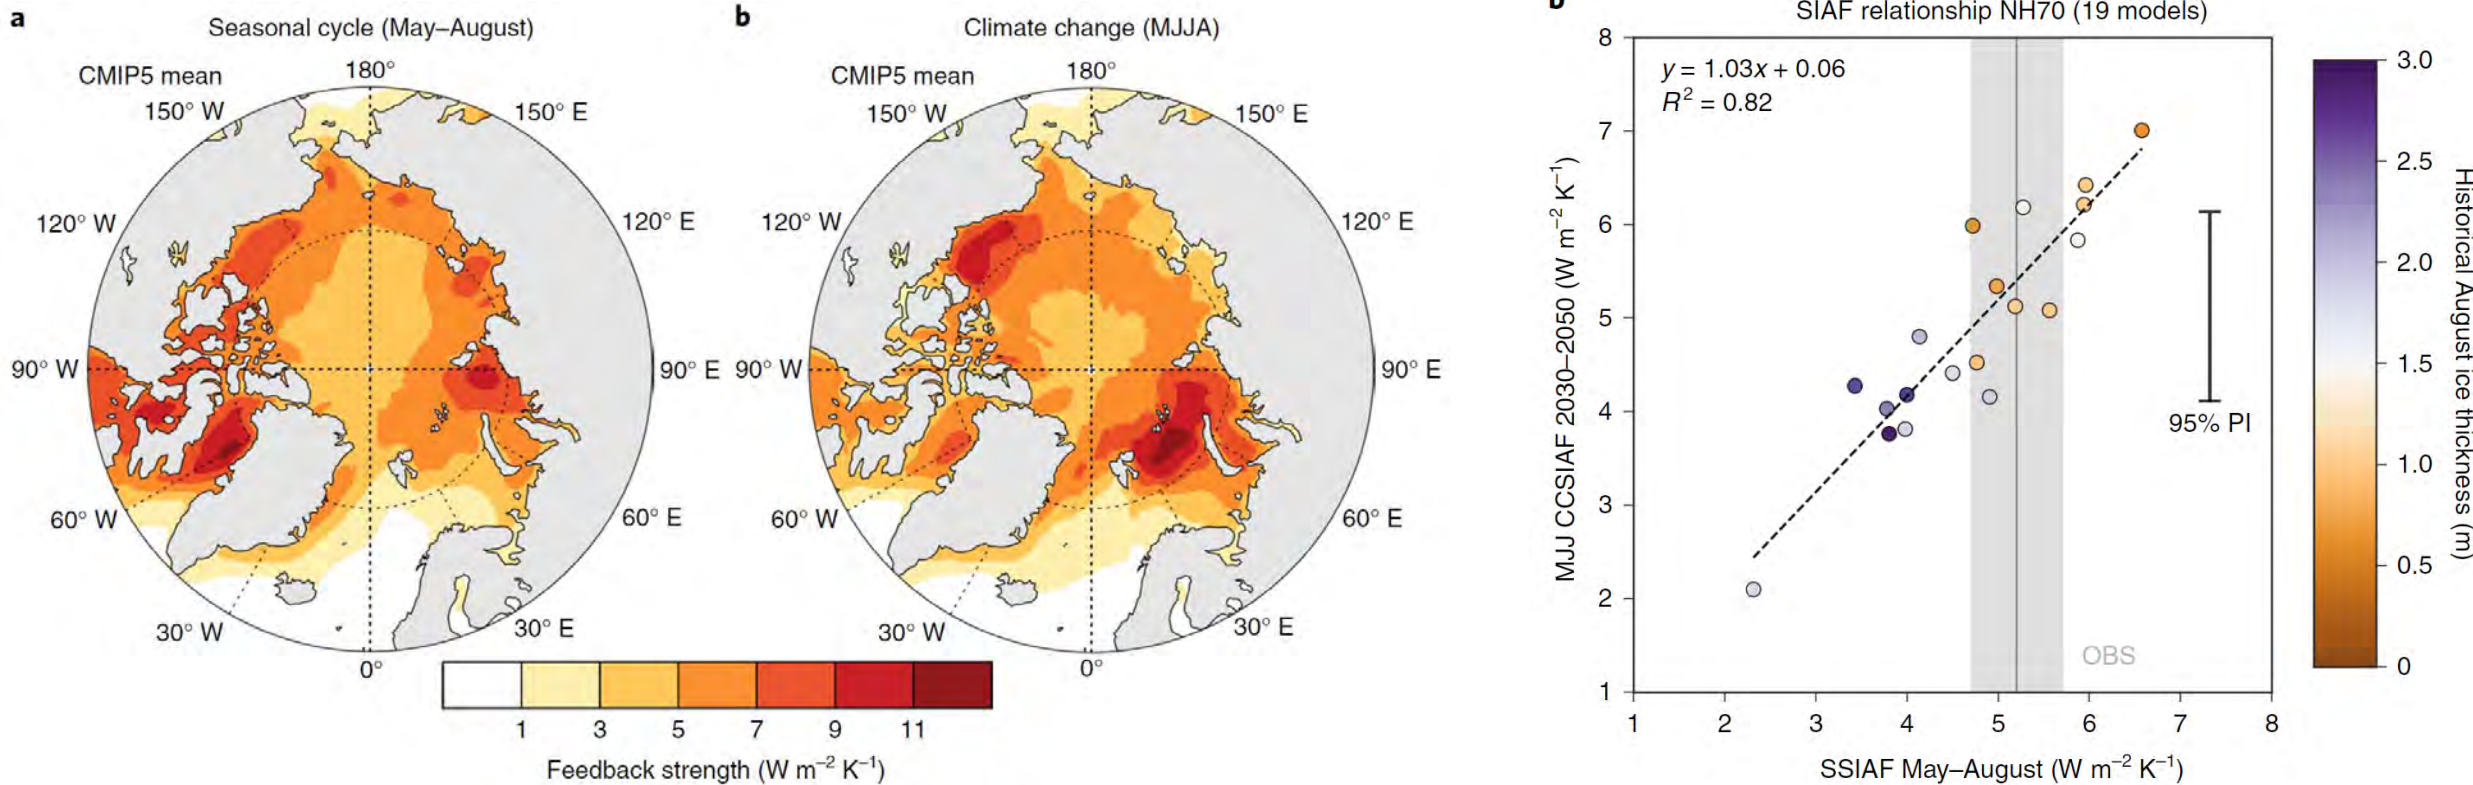 a
Seasonal cycle (May–August)
CMIP5 mean
180°
150° W
150° E
120° W
120° E
90° W
90° E
60° W
60° E
30° W
30° E
0°
b
Climate change (MJJA)
CMIP5 mean
180°
150° W
150° E
120° W
120° E
90° W
90° E
60° W
60° E
30° W
30° E
0°
1 3 5 7 9 11
Feedback strength (W m⁻² K⁻¹)
b
SIAF relationship NH70 (19 models)
y = 1.03x + 0.06
R² = 0.82
MJJ CCSIAF 2030–2050 (W m⁻² K⁻¹)
8
7
6
5
4
3
2
1
95% PI
OBS
1 2 3 4 5 6 7 8
SSIAF May–August (W m⁻² K⁻¹)
3.0
2.5
2.0
1.5
1.0
0.5
0
Historical August ice thickness (m)